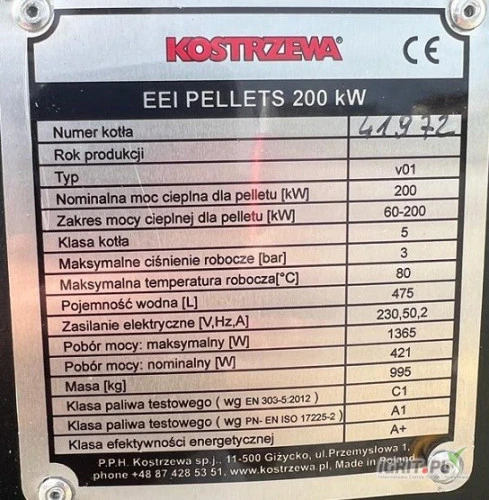 KOSTRZEWA CE
EEI PELLETS 200 kW
Numer kotła 41972
Rok produkcji
Typ v01
Nominalna moc cieplna dla pelletu [kW] 200
Zakres mocy cieplnej dla pelletu [kW] 60-200
Klasa kotła 5
Maksymalne ciśnienie robocze [bar] 3
Maksymalna temperatura robocza[°C] 80
Pojemność wodna [L] 475
Zasilanie elektryczne [V,Hz,A] 230,50,2
Pobór mocy: maksymalny [W] 1365
Pobór mocy: nominalny [W] 421
Masa [kg] 995
Klasa paliwa testowego ( wg EN 303-5:2012 ) C1
Klasa paliwa testowego ( wg PN- EN ISO 17225-2 ) A1
Klasa efektywności energetycznej A+
P.P.H. Kostrzewa sp.j.. 11-500 Giżycko, ul.Przemysłowa 1,
phone +48 87 428 53 51, www.kostrzewa.pl, Made in Poland